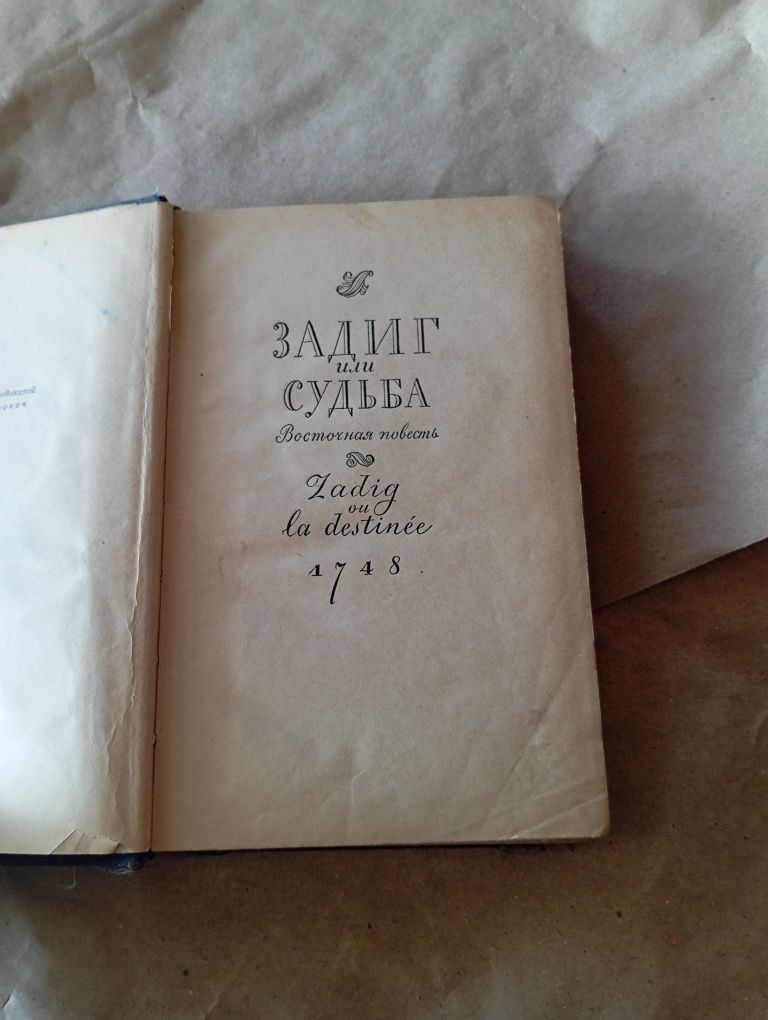 ЗАДИГ
или
СУДЬБА
Восточная повесть
Zadig
ou
la destinée
1748